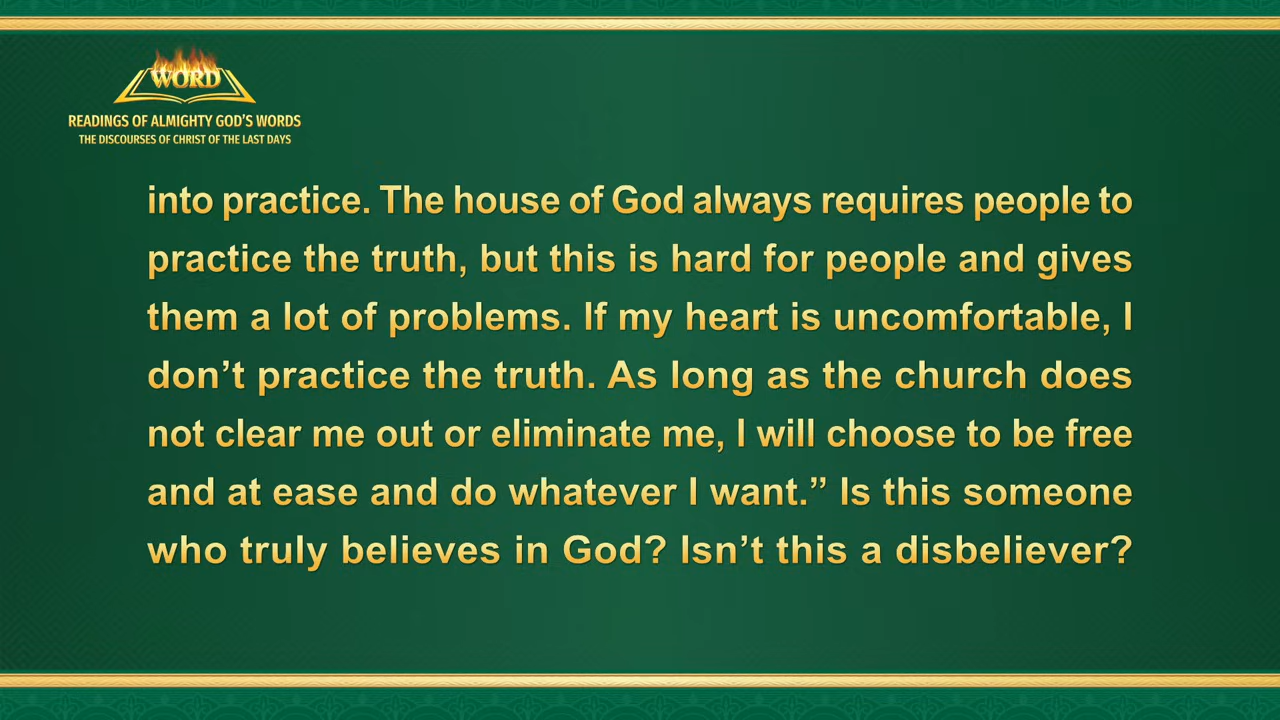 WORD
READINGS OF ALMIGHTY GOD'S WORDS
THE DISCOURSES OF CHRIST OF THE LAST DAYS
into practice. The house of God always requires people to
practice the truth, but this is hard for people and gives
them a lot of problems. If my heart is uncomfortable, I
don’t practice the truth. As long as the church does
not clear me out or eliminate me, I will choose to be free
and at ease and do whatever I want.” Is this someone
who truly believes in God? Isn’t this a disbeliever?